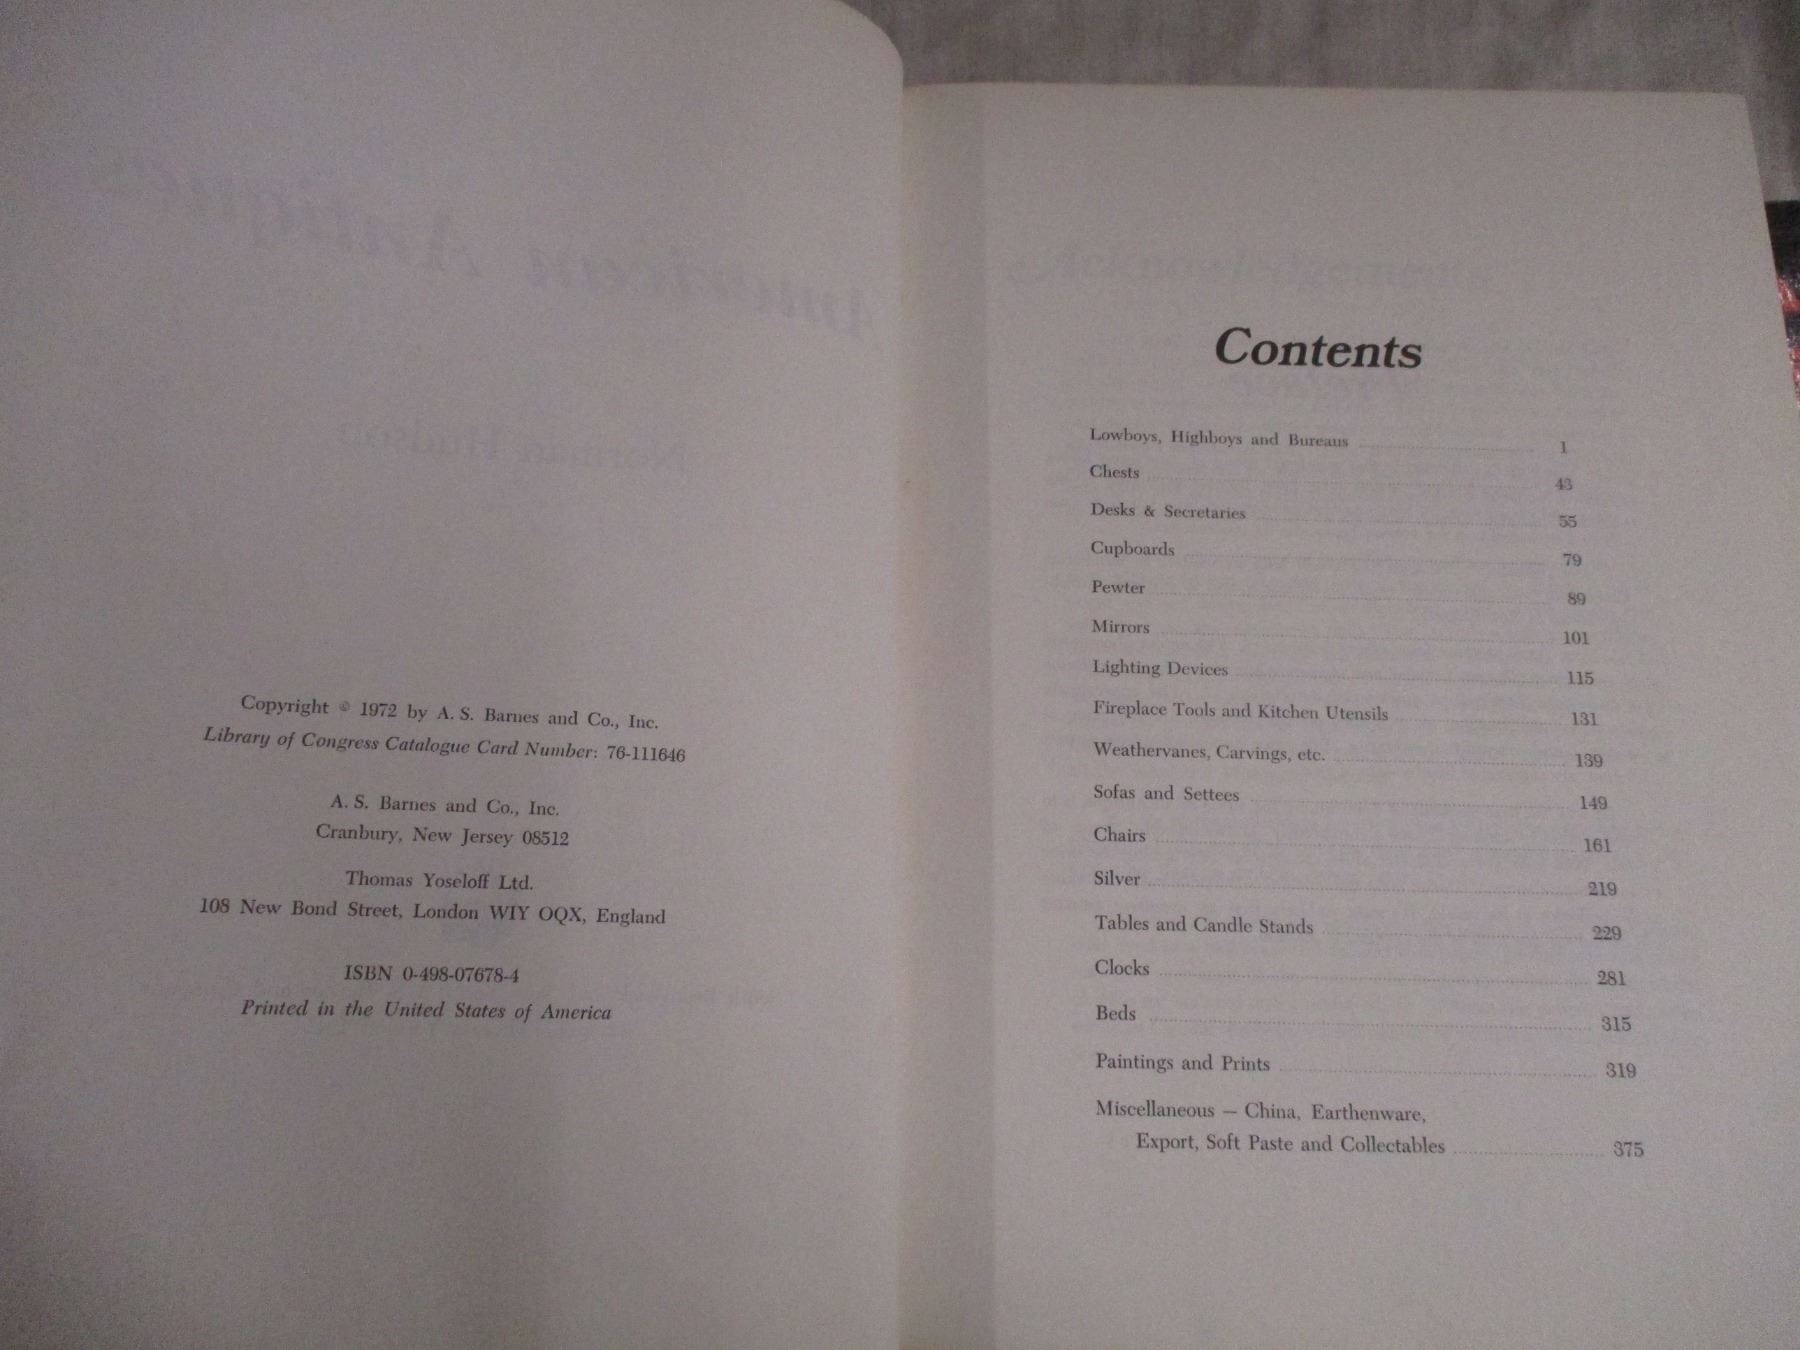 Copyright © 1972 by A. S. Barnes and Co., Inc.
Library of Congress Catalogue Card Number: 76-111646
A. S. Barnes and Co., Inc.
Cranbury, New Jersey 08512
Thomas Yoseloff Ltd.
108 New Bond Street, London WIY OQX, England
ISBN 0-498-07678-4
Printed in the United States of America
Contents
Lowboys, Highboys and Bureaus 1
Chests 43
Desks & Secretaries 55
Cupboards 79
Pewter 89
Mirrors 101
Lighting Devices 115
Fireplace Tools and Kitchen Utensils 131
Weathervanes, Carvings, etc. 139
Sofas and Settees 149
Chairs 161
Silver 219
Tables and Candle Stands 229
Clocks 281
Beds 315
Paintings and Prints 319
Miscellaneous — China, Earthenware,
Export, Soft Paste and Collectables 375